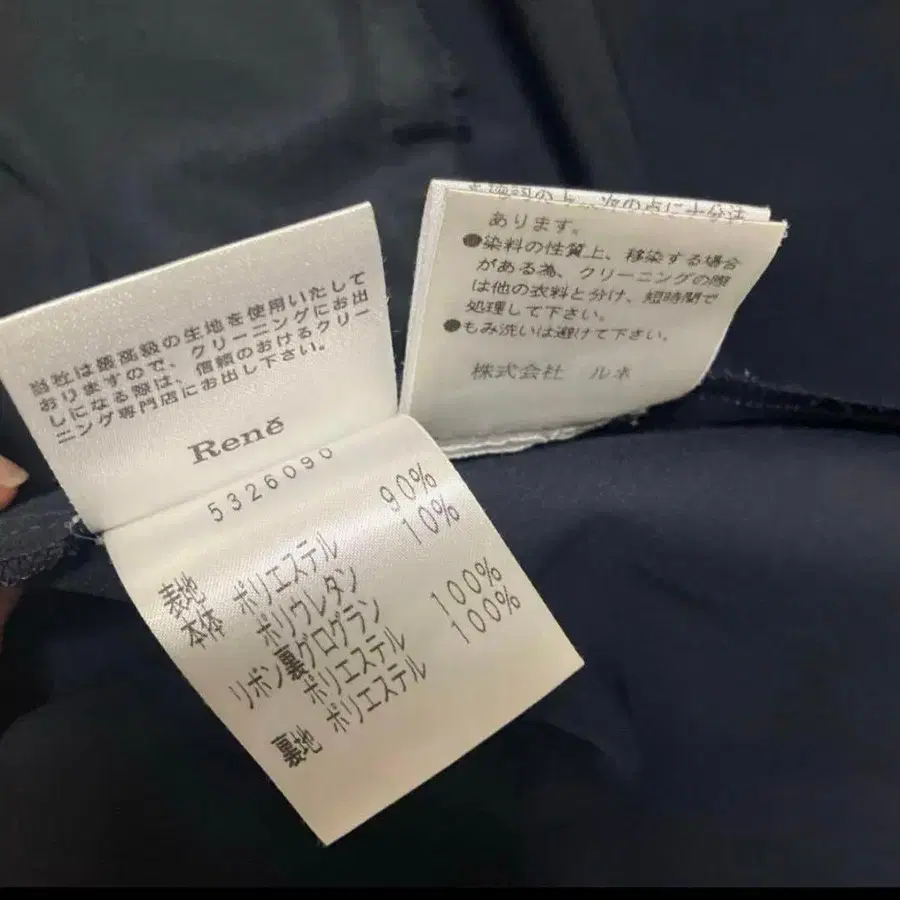 当社は最高級の生地を使用いたして
おりますので、クリーニングにお出
しになる際は、信頼のおけるクリー
ニング専門店にお出し下さい。
René
5326090
表地
本体 ポリエステル 90%
ポリウレタン 10%
リボン裏グログラン
ポリエステル 100%
裏地 ポリエステル 100%
あります。
●染料の性質上、移染する場合
がある為、クリーニングの際
は他の衣料と分け、短時間で
処理して下さい。
●もみ洗いは避けて下さい。
株式会社 ルネ